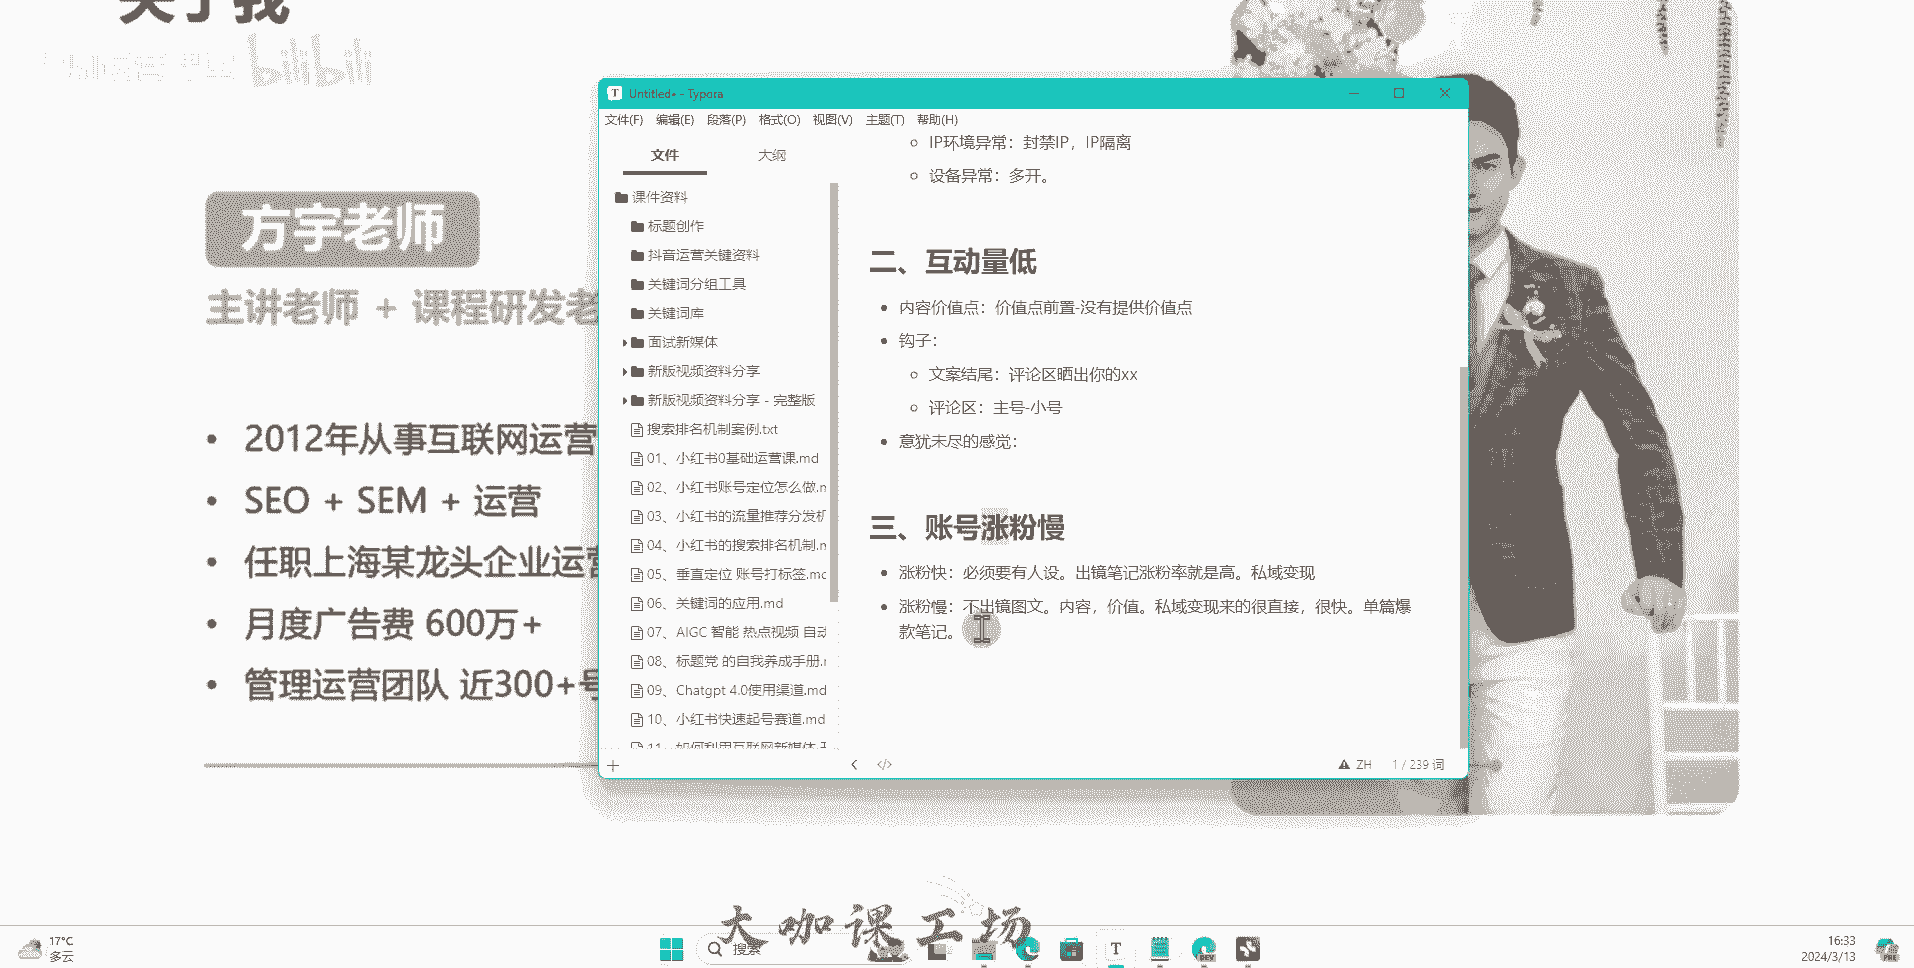 关于我
bilibili
方宇老师
主讲老师 + 课程研发老
2012年从事互联网运营
SEO + SEM + 运营
任职上海某龙头企业运营
月度广告费 600万+
管理运营团队 近300+号
Untitled• - Typora
文件(F) 编辑(E) 段落(P) 格式(O) 视图(V) 主题(T) 帮助(H)
文件 大纲
课件资料
标题创作
抖音运营关键资料
关键词分组工具
关键词库
面试新媒体
新版视频资料分享
新版视频资料分享 - 完整版
搜索排名机制案例.txt
01、小红书0基础运营课.md
02、小红书账号定位怎么做.m
03、小红书的流量推荐分发机
04、小红书的搜索排名机制.m
05、垂直定位 账号打标签.mc
06、关键词的应用.md
07、AIGC 智能 热点视频 自动
08、标题党 的自我养成手册.r
09、Chatgpt 4.0使用渠道.md
10、小红书快速起号赛道.md
11、如何利用互联网新媒体
IP环境异常：封禁IP，IP隔离
设备异常：多开。
二、互动量低
内容价值点：价值点前置-没有提供价值点
钩子：
文案结尾：评论区晒出你的xx
评论区：主号-小号
意犹未尽的感觉：
三、账号涨粉慢
涨粉快：必须要有人设。出镜笔记涨粉率就是高。私域变现
涨粉慢：不出镜图文。内容，价值。私域变现来的很直接，很快。单篇爆
款笔记。
ZH 1 / 239 词
大咖课工场
17°C
多云
搜索
T
DEV
16:33
2024/3/13
PRE